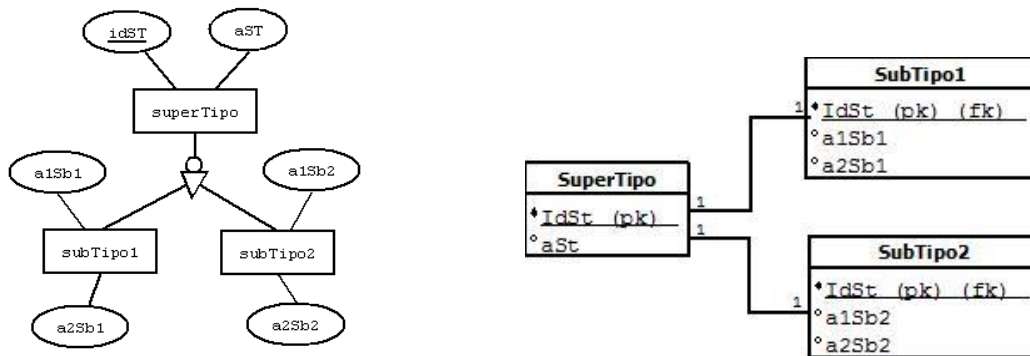 idST
aST
superTipo
a1Sb1
a1Sb2
subTipo1
subTipo2
a2Sb1
a2Sb2
SuperTipo
IdSt (pk)
aSt
1
1
SubTipo1
1
IdSt (pk) (fk)
a1Sb1
a2Sb1
SubTipo2
1
IdSt (pk) (fk)
a1Sb2
a2Sb2